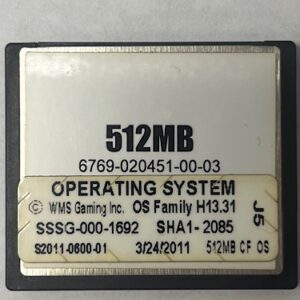 512MB
6769-020451-00-03
OPERATING SYSTEM
© WMS Gaming Inc. OS Family H13.31
SSSG-000-1692 SHA1- 2085
S2011-0600-01 3/24/2011 512MB CF OS
J5